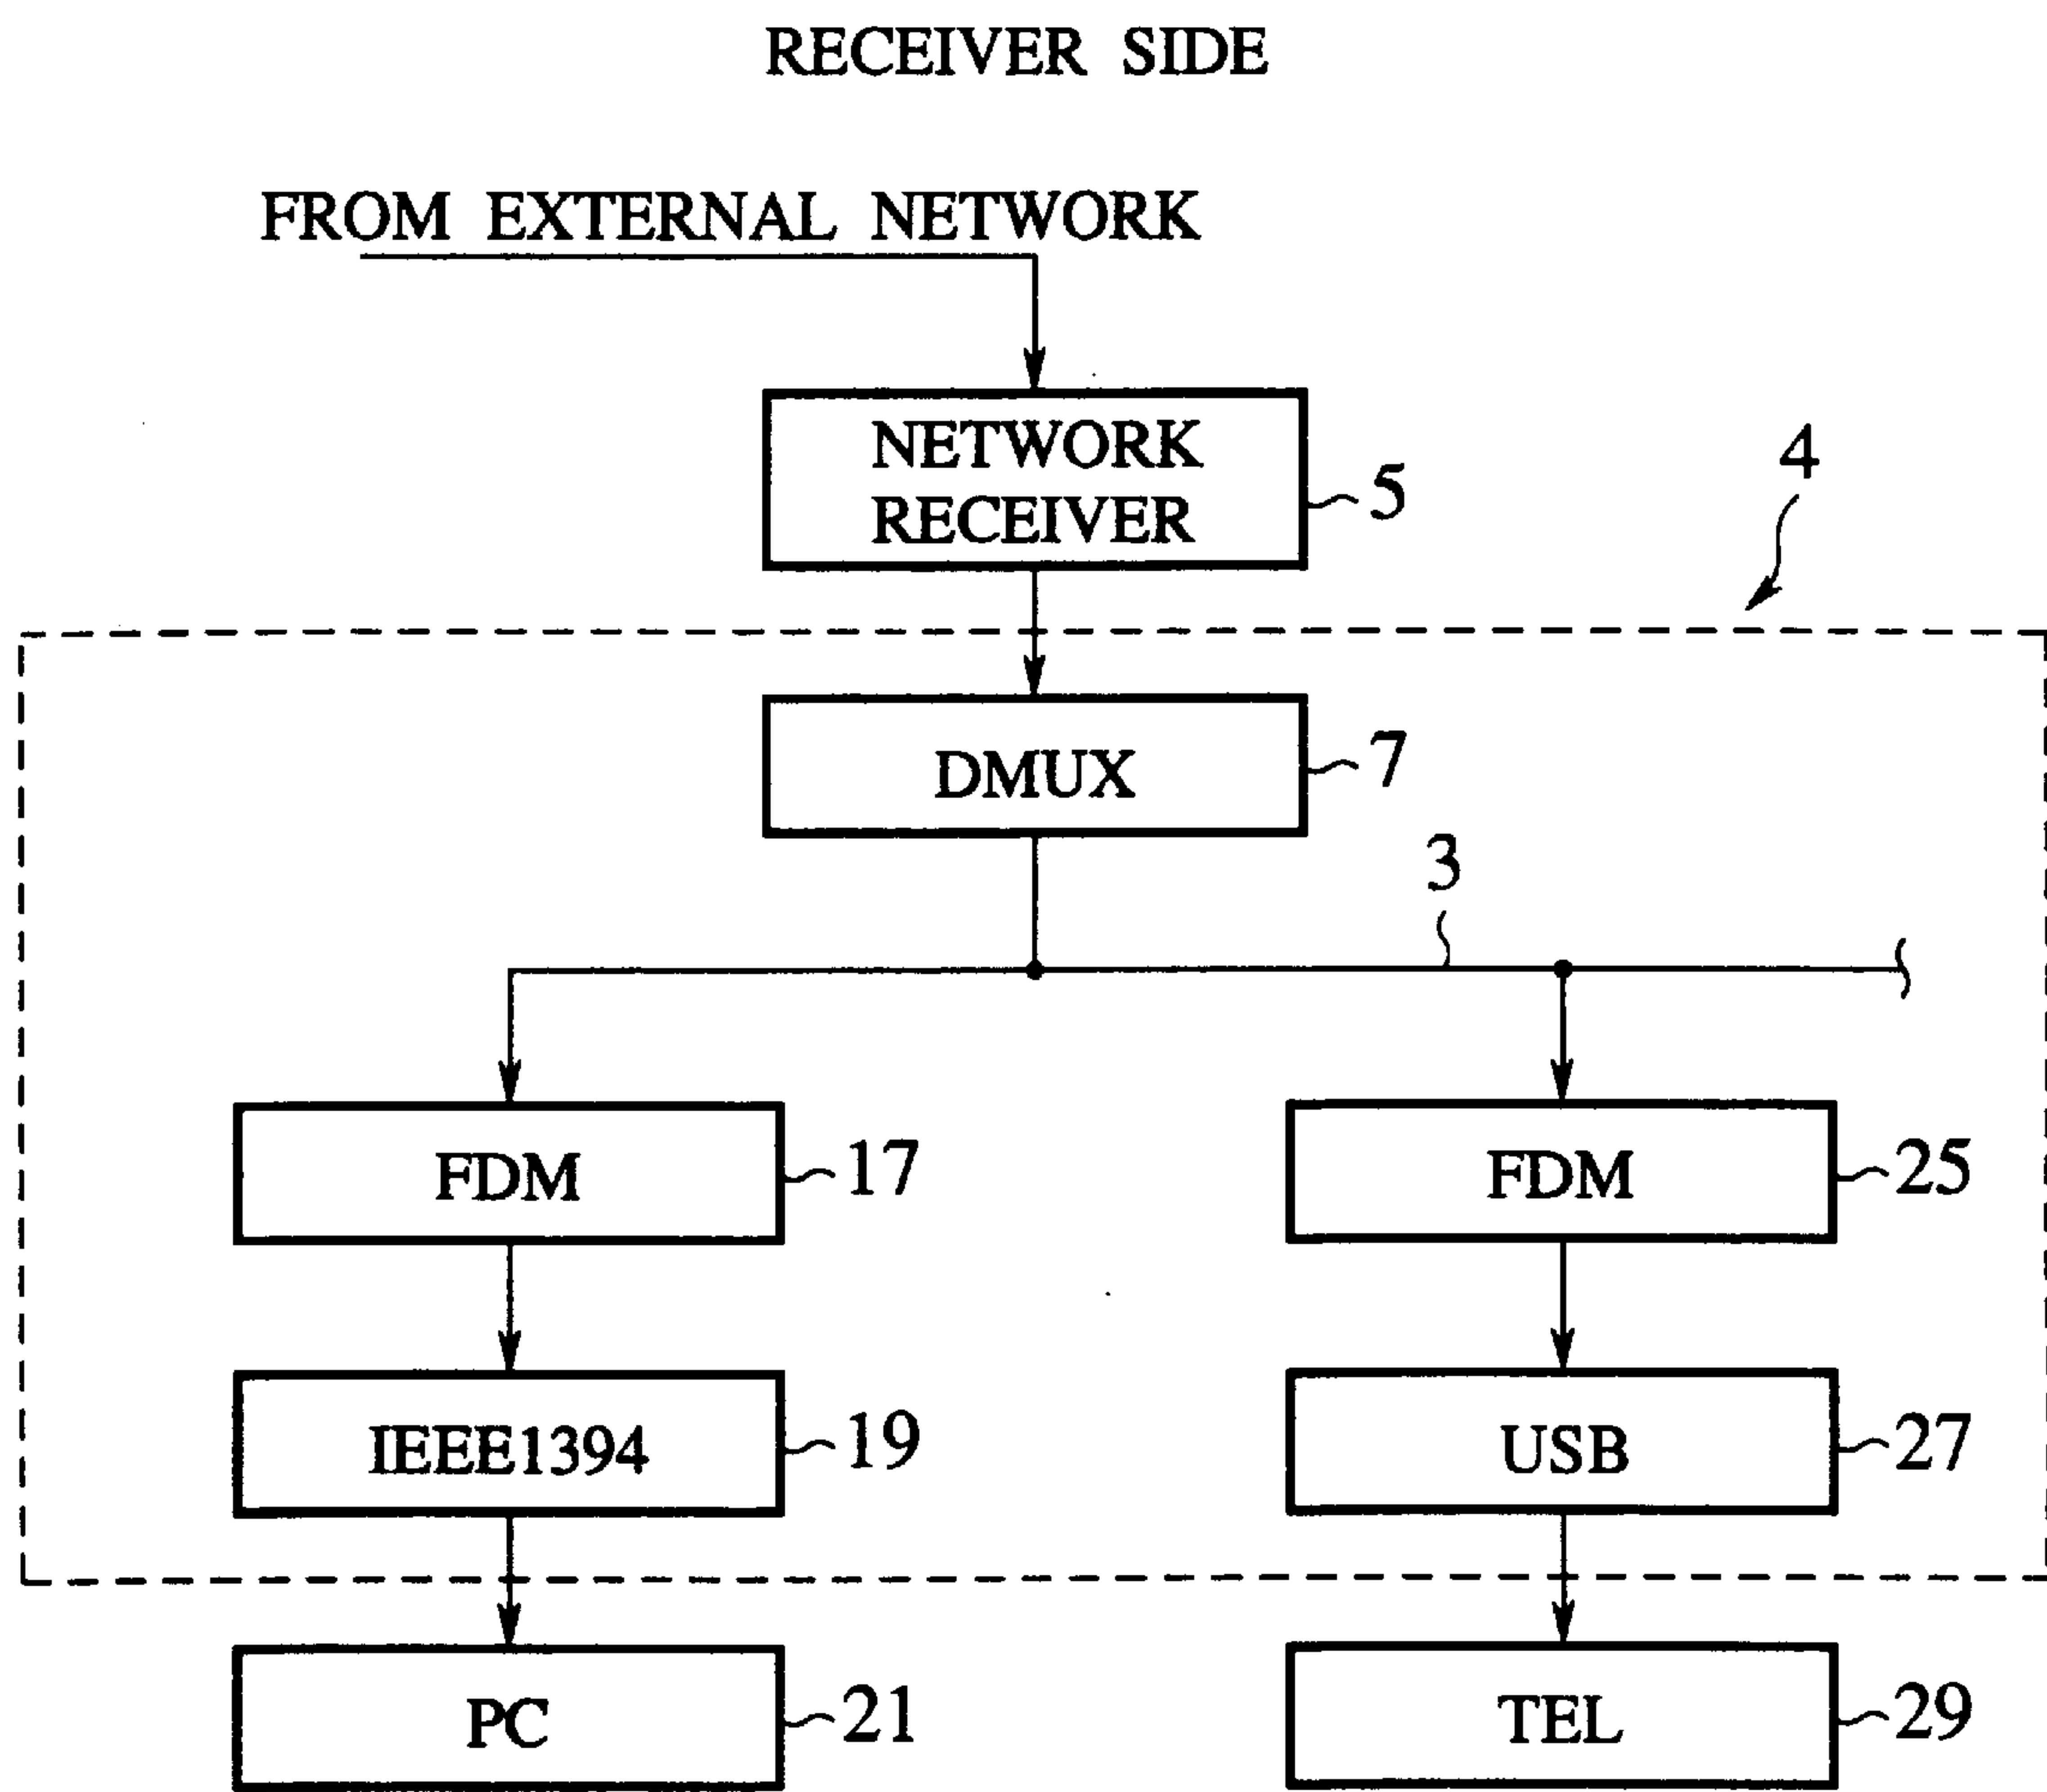 RECEIVER SIDE
FROM EXTERNAL NETWORK
NETWORK
RECEIVER
5
4
DMUX
7
3
FDM
17
FDM
25
IEEE1394
19
USB
27
PC
21
TEL
29